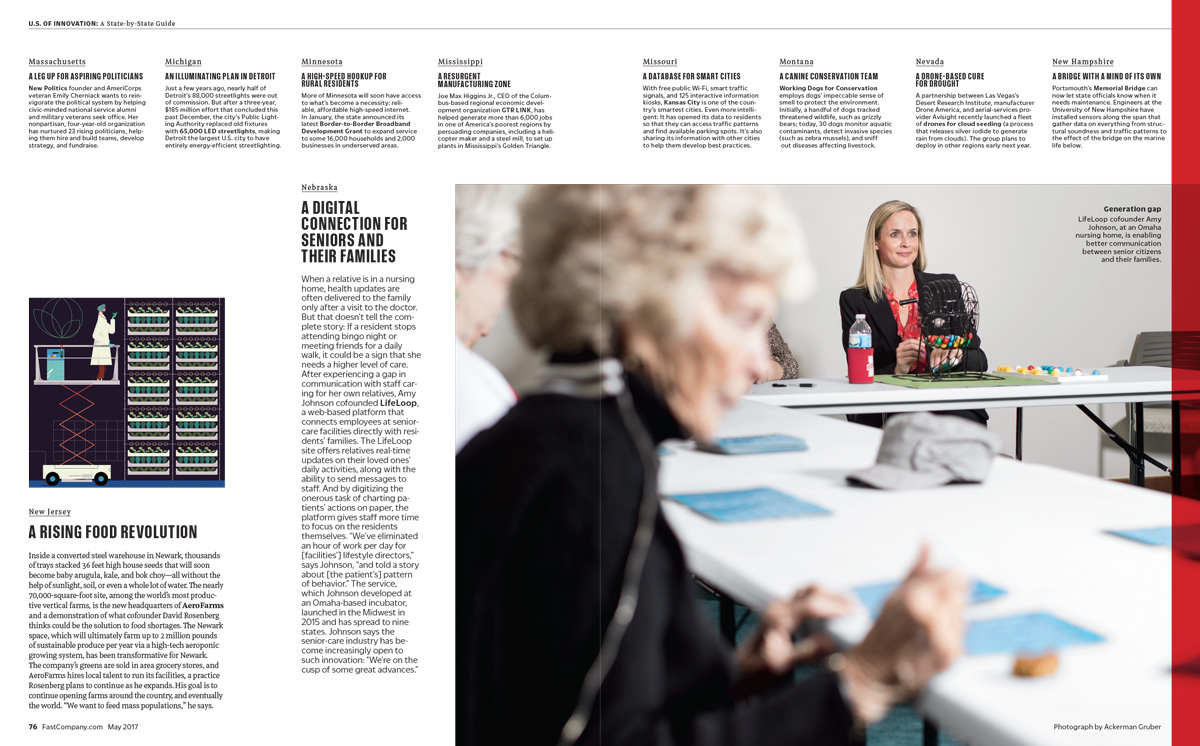 U.S. OF INNOVATION: A State-by-State Guide
Massachusetts
A LEG UP FOR ASPIRING POLITICIANS
New Politics founder and AmeriCorps
veteran Emily Cherniack wants to rein-
vigorate the political system by helping
civic-minded national service alumni
and military veterans seek office. Her
nonpartisan, four-year-old organization
has nurtured 23 rising politicians, help-
ing them hire and build teams, develop
strategy, and fundraise.
Michigan
AN ILLUMINATING PLAN IN DETROIT
Just a few years ago, nearly half of
Detroit's 88,000 streetlights were out
of commission. But after a three-year,
$185 million effort that concluded this
past December, the city's Public Light-
ing Authority replaced old fixtures
with 65,000 LED streetlights, making
Detroit the largest U.S. city to have
entirely energy-efficient streetlighting.
Minnesota
A HIGH-SPEED HOOKUP FOR
RURAL RESIDENTS
More of Minnesota will soon have access
to what's become a necessity: reli-
able, affordable high-speed internet.
In January, the state announced its
latest Border-to-Border Broadband
Development Grant to expand service
to some 16,000 households and 2,000
businesses in underserved areas.
Mississippi
A RESURGENT
MANUFACTURING ZONE
Joe Max Higgins Jr., CEO of the Colum-
bus-based regional economic devel-
opment organization GTR LINK, has
helped generate more than 6,000 jobs
in one of America's poorest regions by
persuading companies, including a heli-
copter maker and a steel mill, to set up
plants in Mississippi's Golden Triangle.
Missouri
A DATABASE FOR SMART CITIES
With free public Wi-Fi, smart traffic
signals, and 125 interactive information
kiosks, Kansas City is one of the coun-
try's smartest cities. Even more intelli-
gent: It has opened its data to residents
so that they can access traffic patterns
and find available parking spots. It's also
sharing its information with other cities
to help them develop best practices.
Montana
A CANINE CONSERVATION TEAM
Working Dogs for Conservation
employs dogs' impeccable sense of
smell to protect the environment.
Initially, a handful of dogs tracked
threatened wildlife, such as grizzly
bears; today, 30 dogs monitor aquatic
contaminants, detect invasive species
(such as zebra mussels), and sniff
out diseases affecting livestock.
Nevada
A DRONE-BASED CURE
FOR DROUGHT
A partnership between Las Vegas's
Desert Research Institute, manufacturer
Drone America, and aerial-services pro-
vider Avisight recently launched a fleet
of drones for cloud seeding (a process
that releases silver iodide to generate
rain from clouds). The group plans to
deploy in other regions early next year.
New Hampshire
A BRIDGE WITH A MIND OF ITS OWN
Portsmouth's Memorial Bridge can
now let state officials know when it
needs maintenance. Engineers at the
University of New Hampshire have
installed sensors along the span that
gather data on everything from struc-
tural soundness and traffic patterns to
the effect of the bridge on the marine
life below.
New Jersey
A RISING FOOD REVOLUTION
Inside a converted steel warehouse in Newark, thousands
of trays stacked 36 feet high house seeds that will soon
become baby arugula, kale, and bok choy—all without the
help of sunlight, soil, or even a whole lot of water. The nearly
70,000-square-foot site, among the world's most produc-
tive vertical farms, is the new headquarters of AeroFarms
and a demonstration of what cofounder David Rosenberg
thinks could be the solution to food shortages. The Newark
space, which will ultimately farm up to 2 million pounds
of sustainable produce per year via a high-tech aeroponic
growing system, has been transformative for Newark.
The company's greens are sold in area grocery stores, and
AeroFarms hires local talent to run its facilities, a practice
Rosenberg plans to continue as he expands. His goal is to
continue opening farms around the country, and eventually
the world. "We want to feed mass populations," he says.
Nebraska
A DIGITAL
CONNECTION FOR
SENIORS AND
THEIR FAMILIES
When a relative is in a nursing
home, health updates are
often delivered to the family
only after a visit to the doctor.
But that doesn't tell the com-
plete story: If a resident stops
attending bingo night or
meeting friends for a daily
walk, it could be a sign that she
needs a higher level of care.
After experiencing a gap in
communication with staff car-
ing for her own relatives, Amy
Johnson cofounded LifeLoop,
a web-based platform that
connects employees at senior-
care facilities directly with resi-
dents' families. The LifeLoop
site offers relatives real-time
updates on their loved ones'
daily activities, along with the
ability to send messages to
staff. And by digitizing the
onerous task of charting pa-
tients' actions on paper, the
platform gives staff more time
to focus on the residents
themselves. "We've eliminated
an hour of work per day for
[facilities'] lifestyle directors,"
says Johnson, "and told a story
about [the patient's] pattern
of behavior." The service,
which Johnson developed at
an Omaha-based incubator,
launched in the Midwest in
2015 and has spread to nine
states. Johnson says the
senior-care industry has be-
come increasingly open to
such innovation: "We're on the
cusp of some great advances."
Generation gap
LifeLoop cofounder Amy
Johnson, at an Omaha
nursing home, is enabling
better communication
between senior citizens
and their families.
76 FastCompany.com May 2017
Photograph by Ackerman Gruber